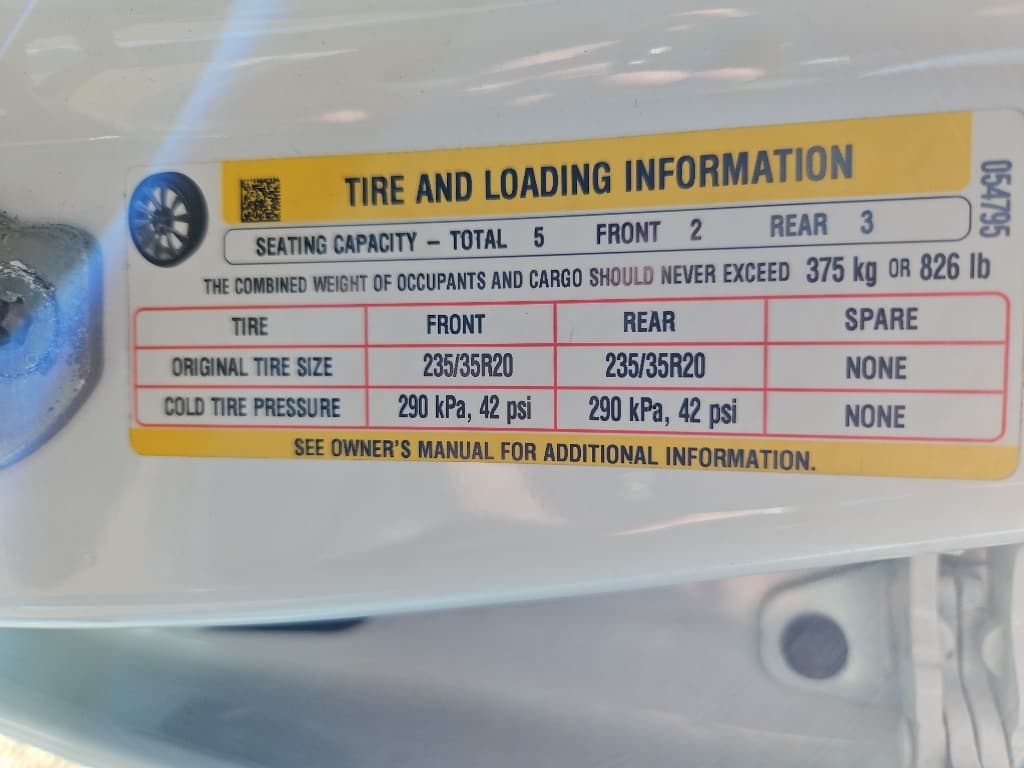 TIRE AND LOADING INFORMATION
054795
SEATING CAPACITY – TOTAL 5 FRONT 2 REAR 3
THE COMBINED WEIGHT OF OCCUPANTS AND CARGO SHOULD NEVER EXCEED 375 kg OR 826 lb
TIRE FRONT REAR SPARE
ORIGINAL TIRE SIZE 235/35R20 235/35R20 NONE
COLD TIRE PRESSURE 290 kPa, 42 psi 290 kPa, 42 psi NONE
SEE OWNER'S MANUAL FOR ADDITIONAL INFORMATION.